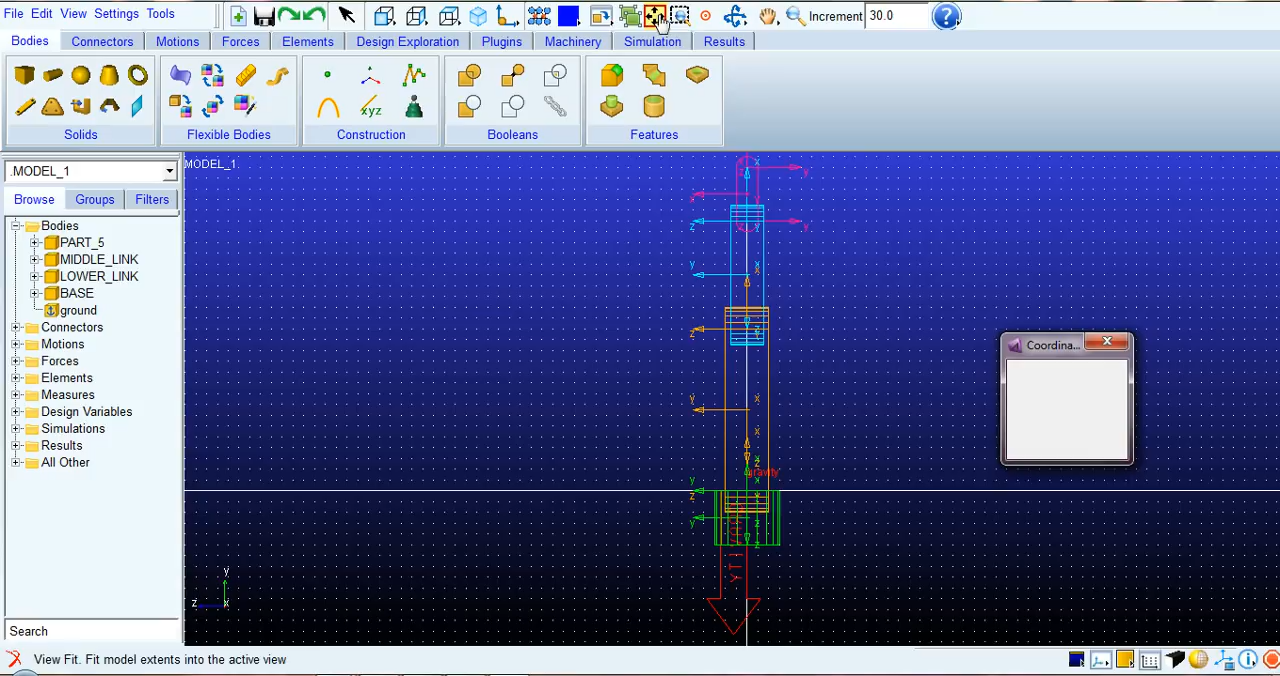 File Edit View Settings Tools
Increment 30.0 ?
Bodies Connectors Motions Forces Elements Design Exploration Plugins Machinery Simulation Results
xyz
Solids Flexible Bodies Construction Booleans Features
.MODEL_1
MODEL_1
Browse Groups Filters
Bodies
PART_5
MIDDLE_LINK
LOWER_LINK
BASE
ground
Connectors
Motions
Forces
Elements
Measures
Design Variables
Simulations
Results
All Other
Coordina...
gravity
y
z x
Search
View Fit. Fit model extents into the active view